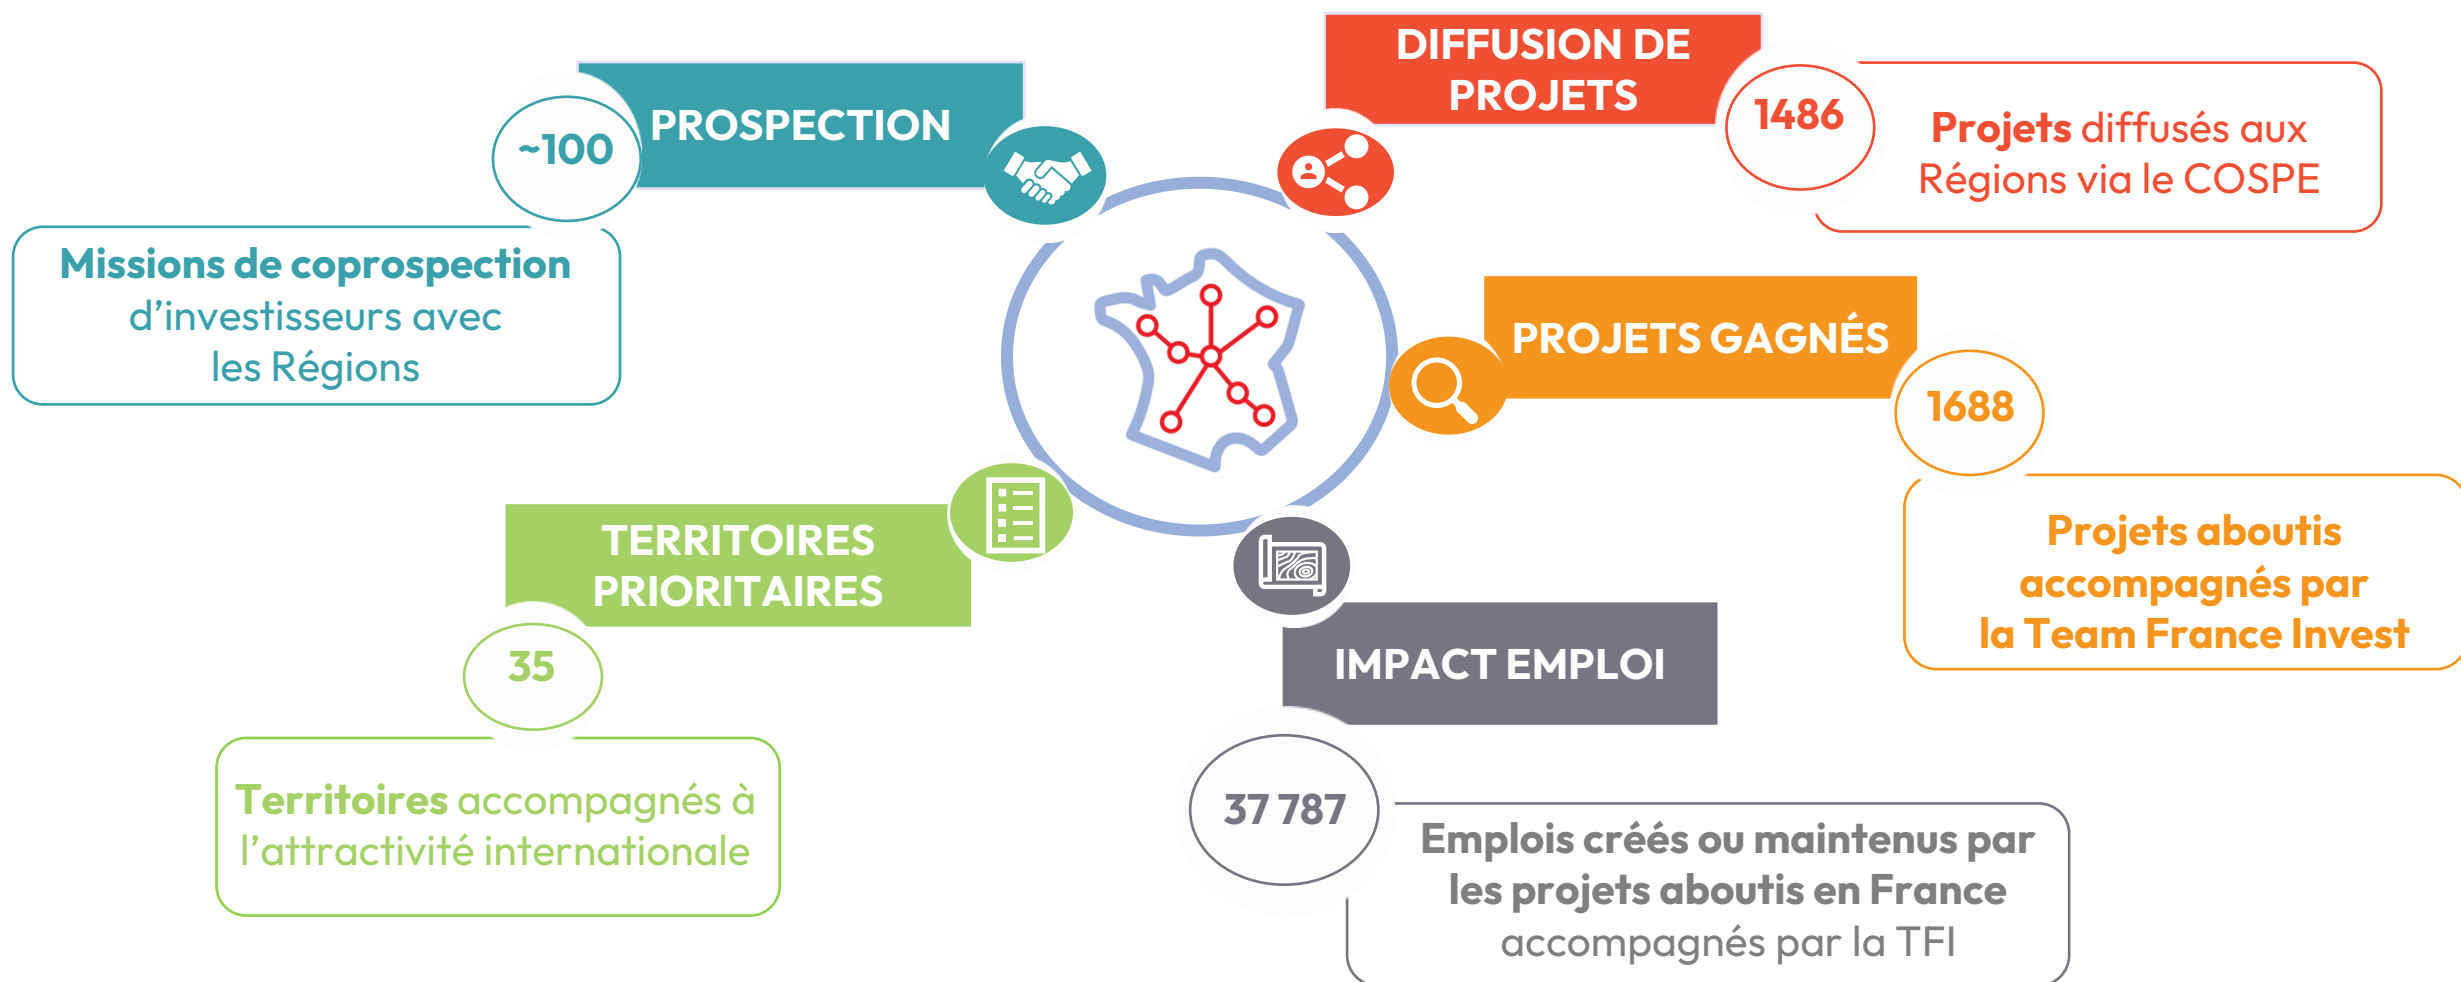 PROSPECTION
~100
Missions de coprospection
d’investisseurs avec
les Régions
DIFFUSION DE
PROJETS
1486
Projets diffusés aux
Régions via le COSPE
PROJETS GAGNÉS
1688
Projets aboutis
accompagnés par
la Team France Invest
TERRITOIRES
PRIORITAIRES
35
Territoires accompagnés à
l’attractivité internationale
IMPACT EMPLOI
37 787
Emplois créés ou maintenus par
les projets aboutis en France
accompagnés par la TFI